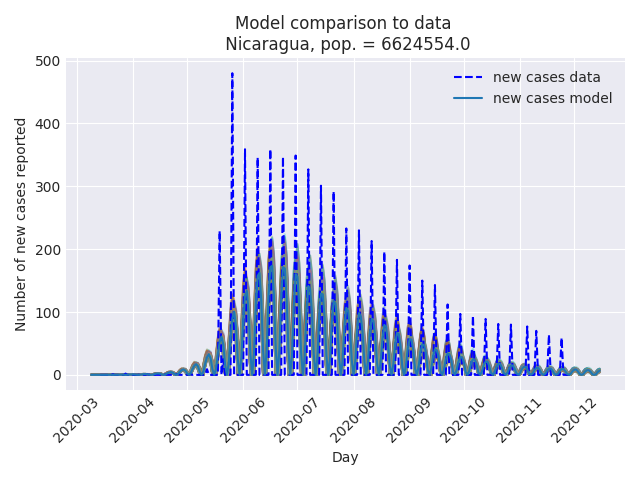 Model comparison to data
Nicaragua, pop. = 6624554.0
new cases data
new cases model
Number of new cases reported
500
400
300
200
100
0
2020-03
2020-04
2020-05
2020-06
2020-07
2020-08
2020-09
2020-10
2020-11
2020-12
Day